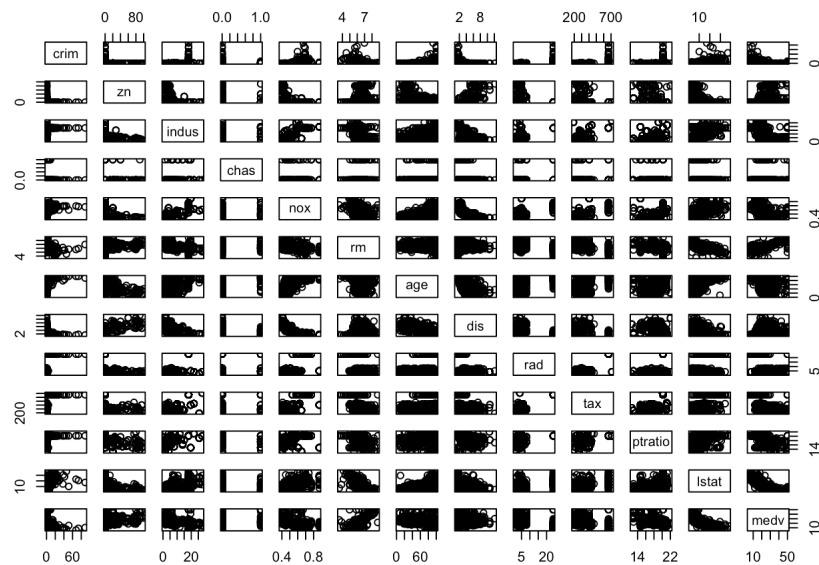 0 80 0.0 1.0 4 7 2 8 200 700 10
crim 0
0 zn
indus 0
0.0 chas
nox 0.4
4 rm
age 0
2 dis
rad 5
200 tax
ptratio 14
10 lstat
medv 10
0 60 0 20 0.4 0.8 0 60 5 20 14 22 10 50